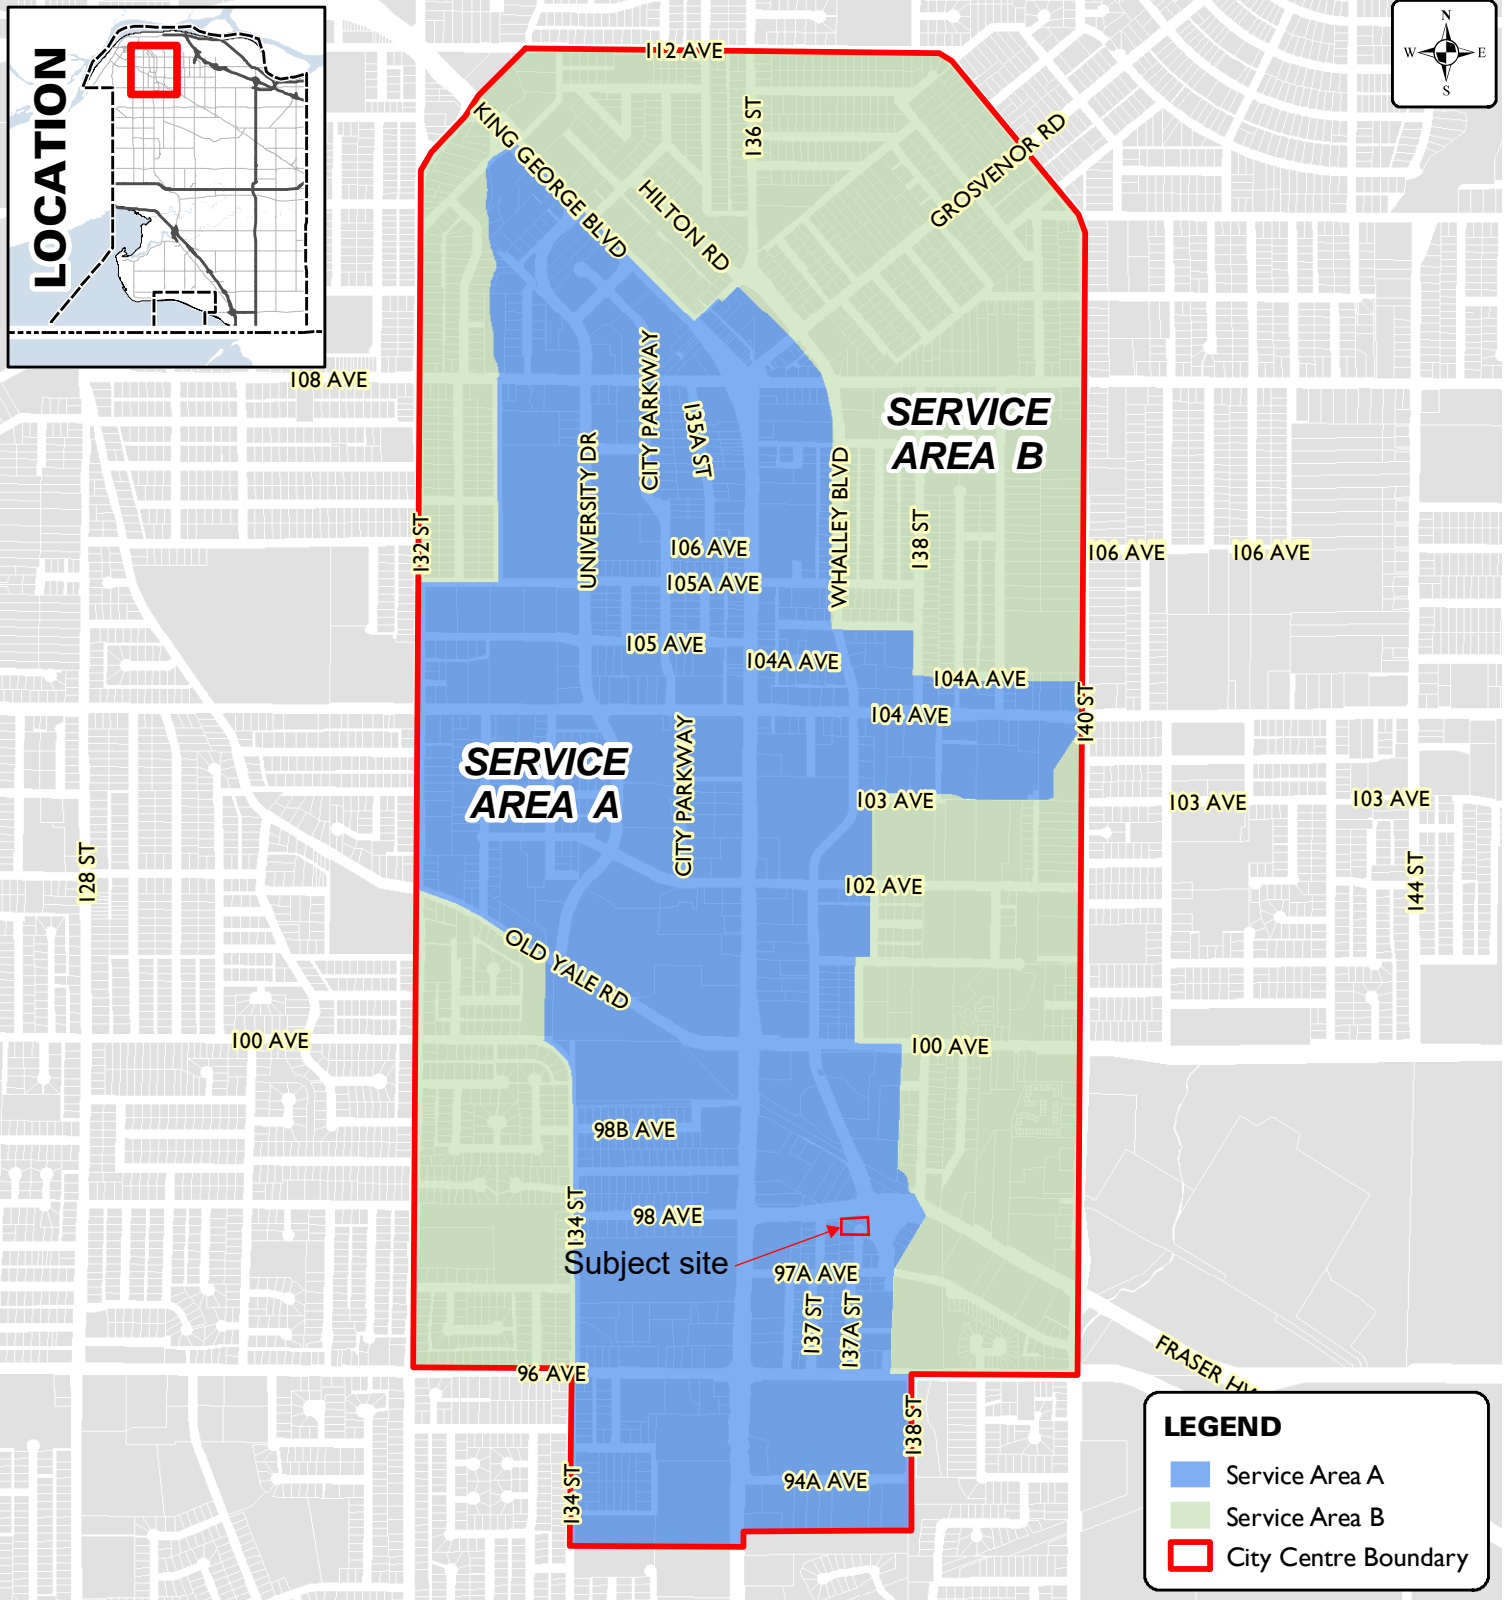 LOCATION
N
W
E
S
112 AVE
KING GEORGE BLVD
136 ST
HILTON RD
GROSVENOR RD
108 AVE
CITY PARKWAY
135A ST
SERVICE
AREA B
UNIVERSITY DR
WHALLEY BLVD
132 ST
138 ST
106 AVE
106 AVE
106 AVE
105A AVE
105 AVE
104A AVE
104A AVE
104 AVE
140 ST
SERVICE
AREA A
CITY PARKWAY
103 AVE
103 AVE
103 AVE
128 ST
102 AVE
144 ST
OLD YALE RD
100 AVE
100 AVE
98B AVE
134 ST
98 AVE
Subject site
97A AVE
137 ST
137A ST
96 AVE
FRASER HW
138 ST
134 ST
94A AVE
LEGEND
Service Area A
Service Area B
City Centre Boundary